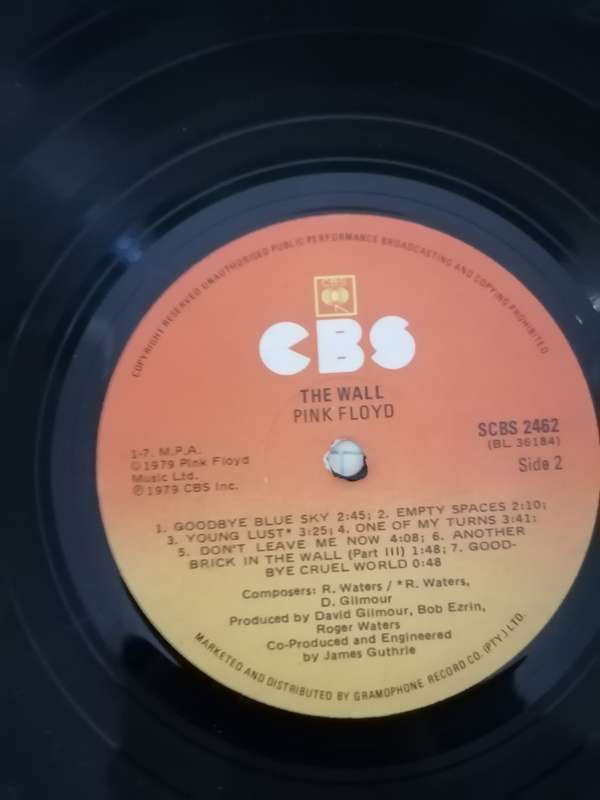 COPYRIGHT RESERVED UNAUTHORISED PUBLIC PERFORMANCE BROADCASTING AND COPYING PROHIBITED
CBS
CBS
THE WALL
PINK FLOYD
SCBS 2462
(BL 36184)
Side 2
1-7. M.P.A.
©1979 Pink Floyd
Music Ltd.
℗1979 CBS Inc.
1. GOODBYE BLUE SKY 2:45; 2. EMPTY SPACES 2:10;
3. YOUNG LUST* 3:25; 4. ONE OF MY TURNS 3:41;
5. DON'T LEAVE ME NOW 4:08; 6. ANOTHER
BRICK IN THE WALL (Part III) 1:48; 7. GOOD-
BYE CRUEL WORLD 0:48
Composers: R. Waters / *R. Waters,
D. Gilmour
Produced by David Gilmour, Bob Ezrin,
Roger Waters
Co-Produced and Engineered
by James Guthrie
MARKETED AND DISTRIBUTED BY GRAMOPHONE RECORD CO. (PTY.) LTD.